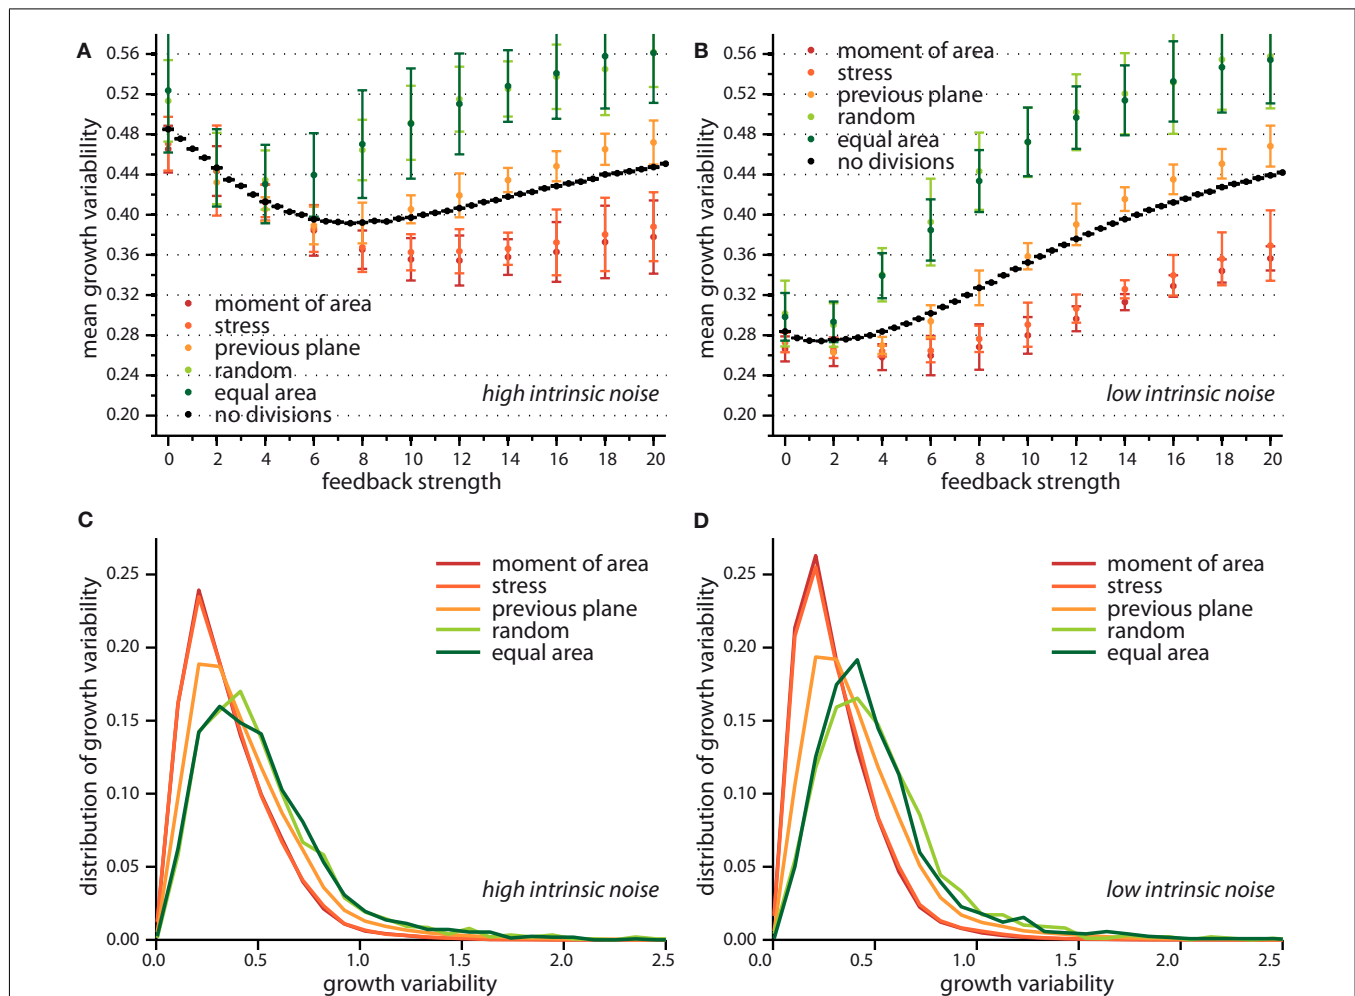 A
mean growth variablility
0.56
0.52
0.48
0.44
0.40
0.36
0.32
0.28
0.24
0.20
moment of area
stress
previous plane
random
equal area
no divisions
high intrinsic noise
0 2 4 6 8 10 12 14 16 18 20
feedback strength
B
mean growth variability
0.56
0.52
0.48
0.44
0.40
0.36
0.32
0.28
0.24
0.20
moment of area
stress
previous plane
random
equal area
no divisions
low intrinsic noise
0 2 4 6 8 10 12 14 16 18 20
feedback strength
C
distribution of growth variability
0.25
0.20
0.15
0.10
0.05
0.00
moment of area
stress
previous plane
random
equal area
high intrinsic noise
0.0 0.5 1.0 1.5 2.0 2.5
growth variability
D
distribution of growth variability
0.25
0.20
0.15
0.10
0.05
0.00
moment of area
stress
previous plane
random
equal area
low intrinsic noise
0.0 0.5 1.0 1.5 2.0 2.5
growth variability